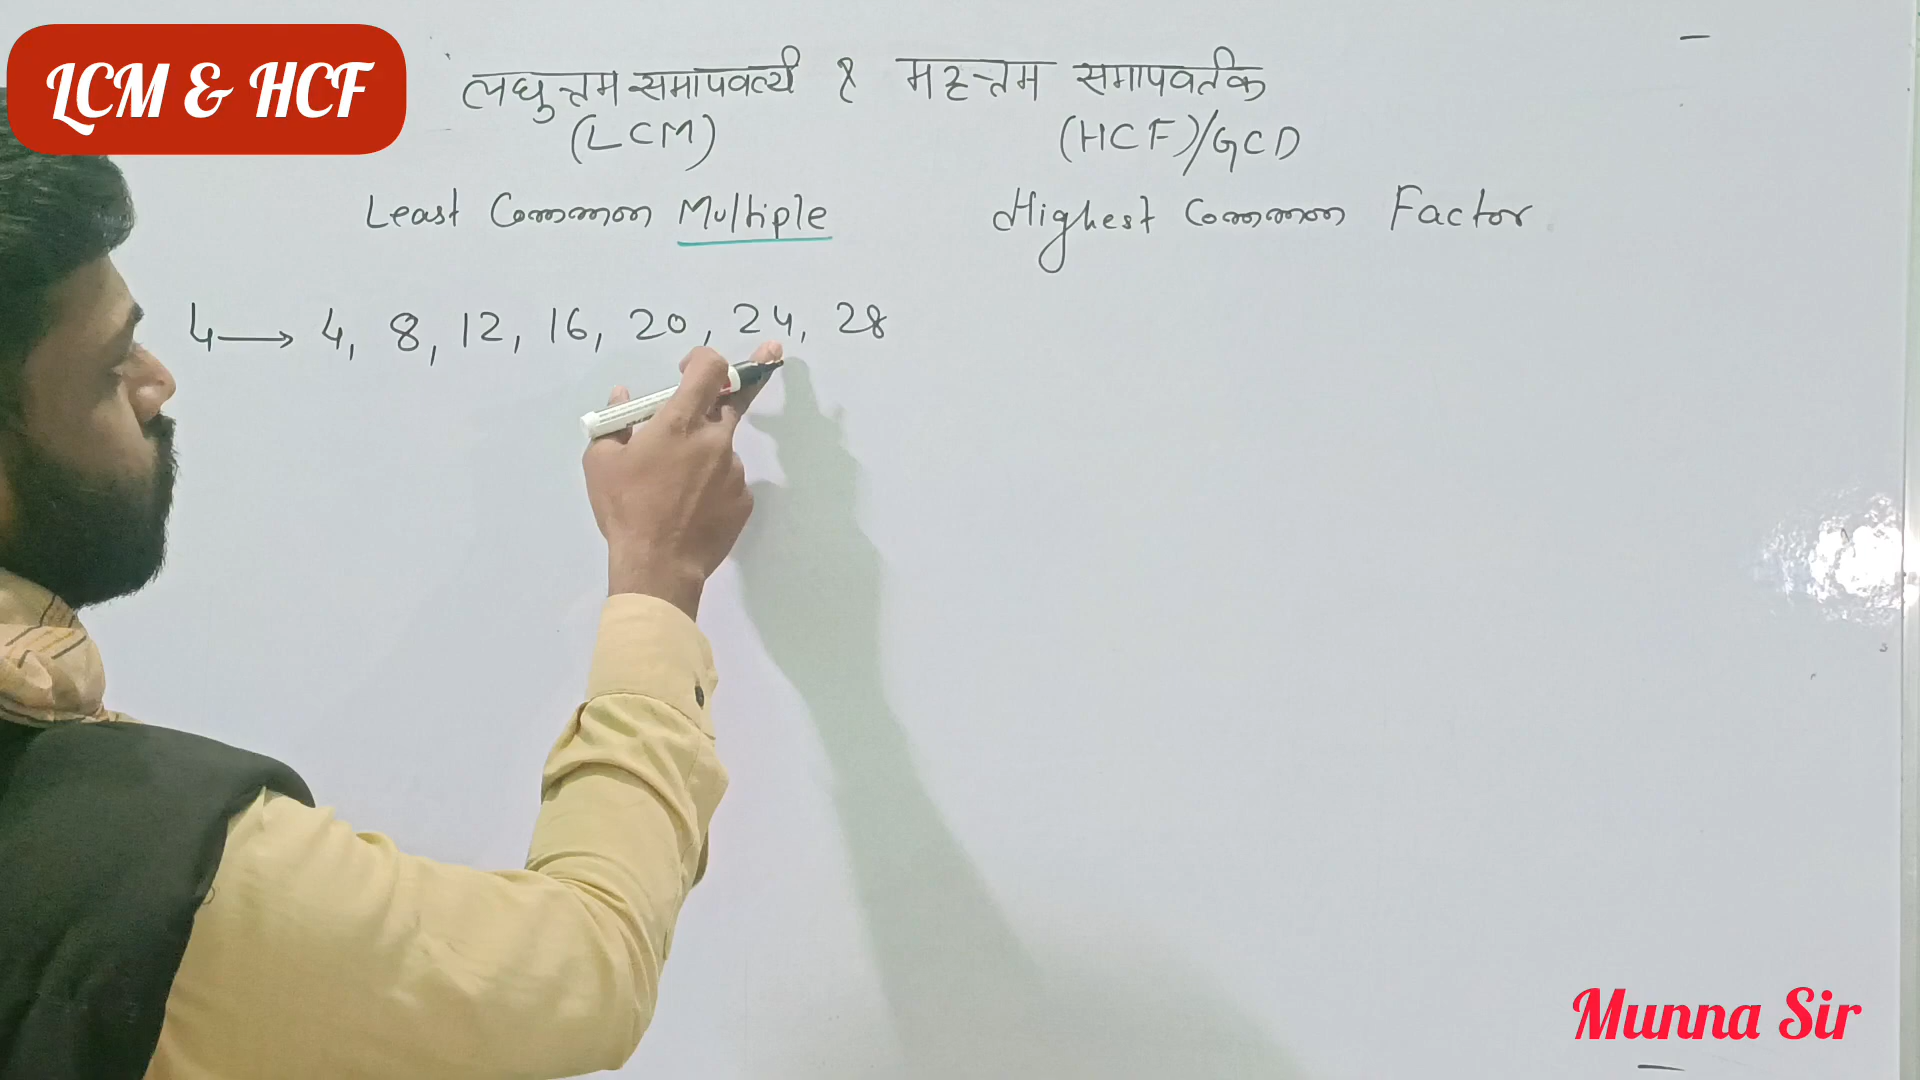 LCM & HCF
लघुत्तम समापवर्त्य & महत्तम समापवर्तक
(LCM) (HCF)/GCD
Least Common Multiple Highest Common Factor
4 → 4, 8, 12, 16, 20, 24, 28
Munna Sir